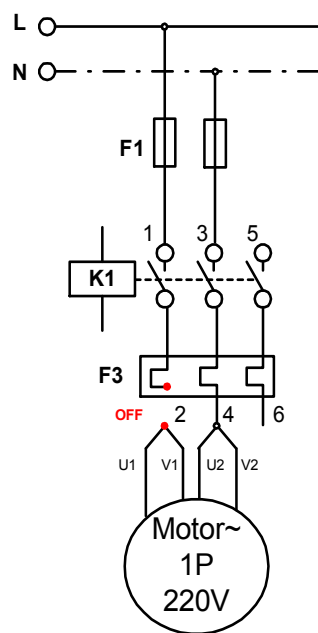 L
N
F1
1 3 5
K1
F3
OFF 2 4 6
U1 V1 U2 V2
Motor~
1P
220V